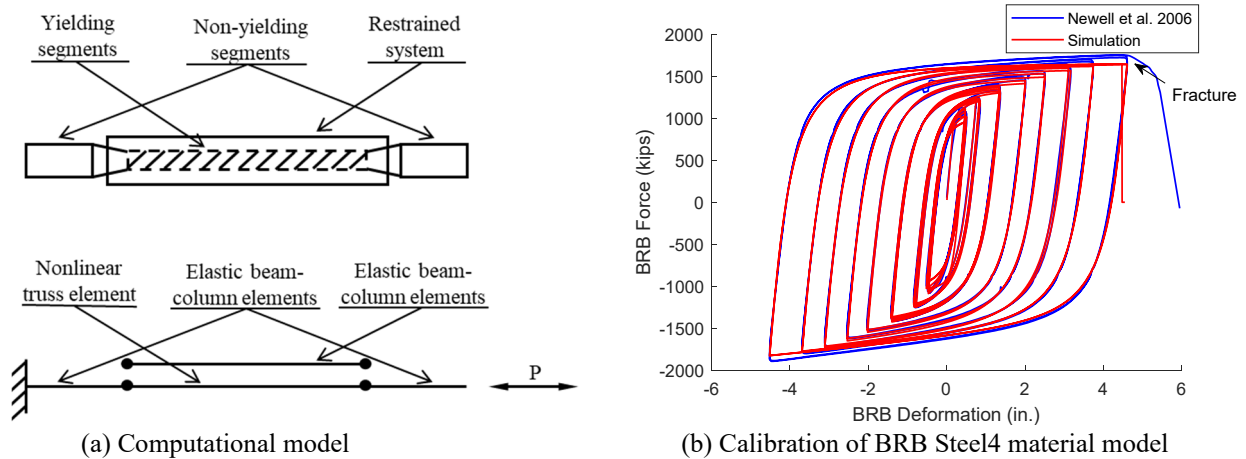 Yielding
segments
Non-yielding
segments
Restrained
system
Nonlinear
truss element
Elastic beam-
column elements
Elastic beam-
column elements
P
(a) Computational model
Newell et al. 2006
Simulation
Fracture
BRB Force (kips)
2000
1500
1000
500
0
-500
-1000
-1500
-2000
-6
-4
-2
0
2
4
6
BRB Deformation (in.)
(b) Calibration of BRB Steel4 material model